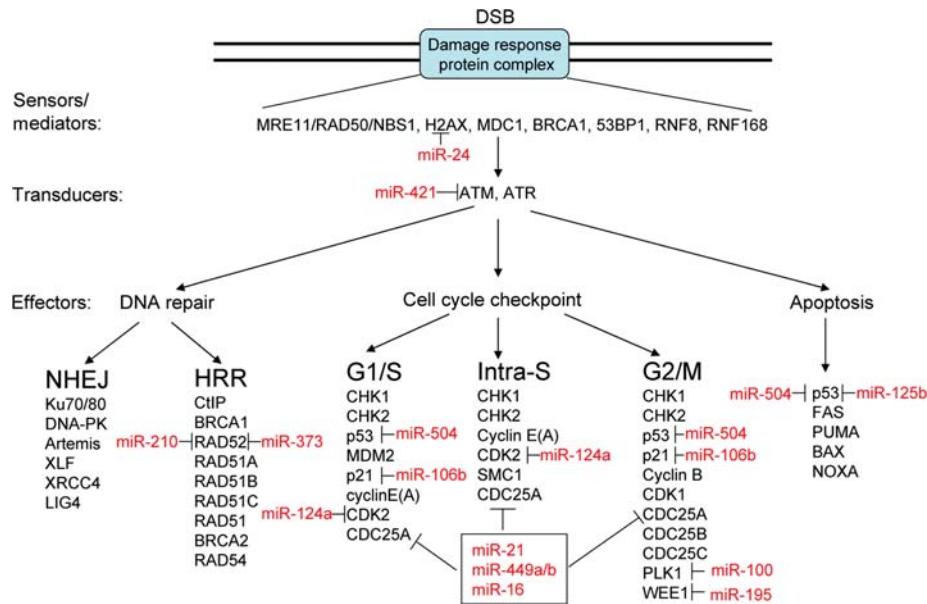 DSB
Damage response
protein complex
Sensors/
mediators:
MRE11/RAD50/NBS1, H2AX, MDC1, BRCA1, 53BP1, RNF8, RNF168
miR-24
Transducers:
miR-421
ATM, ATR
Effectors:
DNA repair
Cell cycle checkpoint
Apoptosis
NHEJ
Ku70/80
DNA-PK
Artemis
XLF
XRCC4
LIG4
HRR
CtIP
BRCA1
miR-210
RAD52
miR-373
RAD51A
RAD51B
RAD51C
RAD51
BRCA2
RAD54
G1/S
CHK1
CHK2
p53
miR-504
MDM2
p21
miR-106b
cyclinE(A)
miR-124a
CDK2
CDC25A
Intra-S
CHK1
CHK2
Cyclin E(A)
CDK2
miR-124a
SMC1
CDC25A
miR-21
miR-449a/b
miR-16
G2/M
CHK1
CHK2
p53
miR-504
p21
miR-106b
Cyclin B
CDK1
CDC25A
CDC25B
CDC25C
PLK1
miR-100
WEE1
miR-195
miR-504
p53
miR-125b
FAS
PUMA
BAX
NOXA